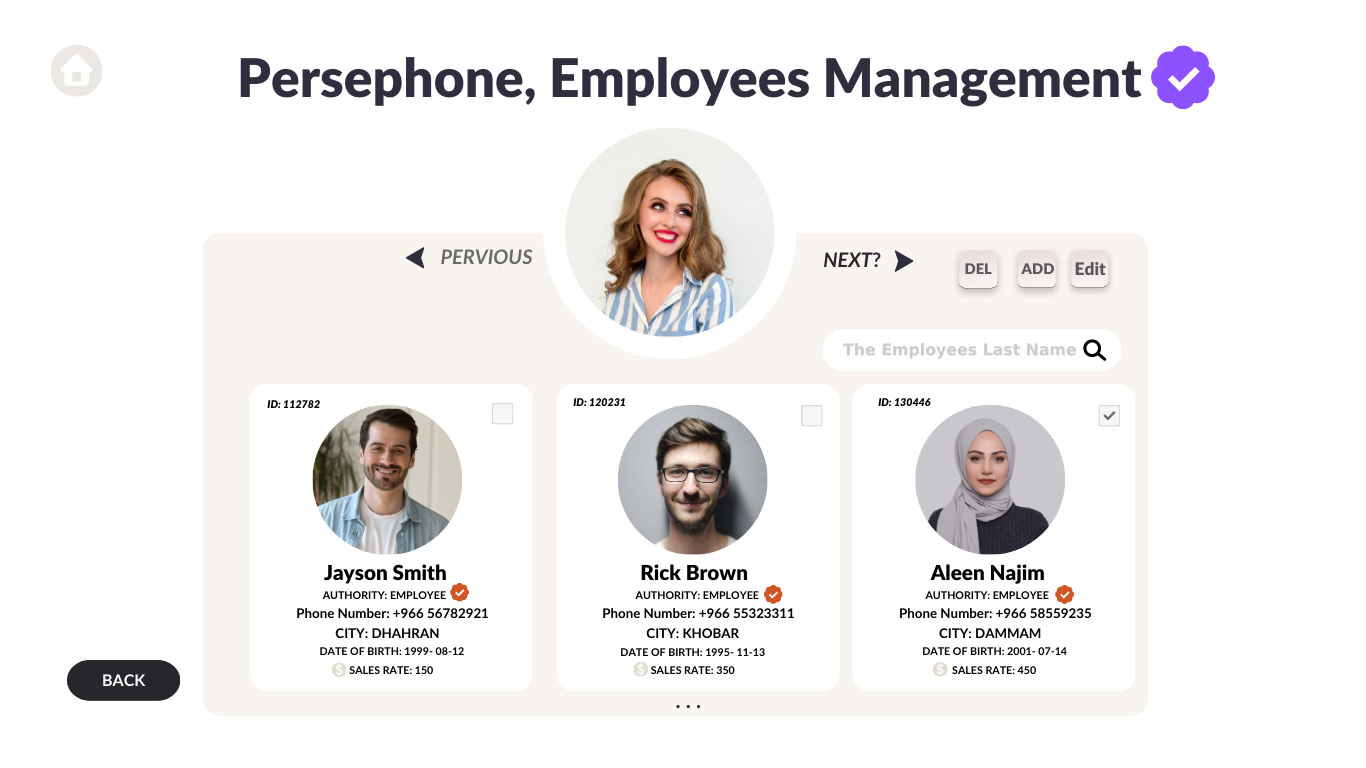 Persephone, Employees Management
PERVIOUS
NEXT?
DEL
ADD
Edit
The Employees Last Name
ID: 112782
Jayson Smith
AUTHORITY: EMPLOYEE
Phone Number: +966 56782921
CITY: DHAHRAN
DATE OF BIRTH: 1999- 08-12
$ SALES RATE: 150
ID: 120231
Rick Brown
AUTHORITY: EMPLOYEE
Phone Number: +966 55323311
CITY: KHOBAR
DATE OF BIRTH: 1995- 11-13
$ SALES RATE: 350
ID: 130446
Aleen Najim
AUTHORITY: EMPLOYEE
Phone Number: +966 58559235
CITY: DAMMAM
DATE OF BIRTH: 2001- 07-14
$ SALES RATE: 450
BACK
...